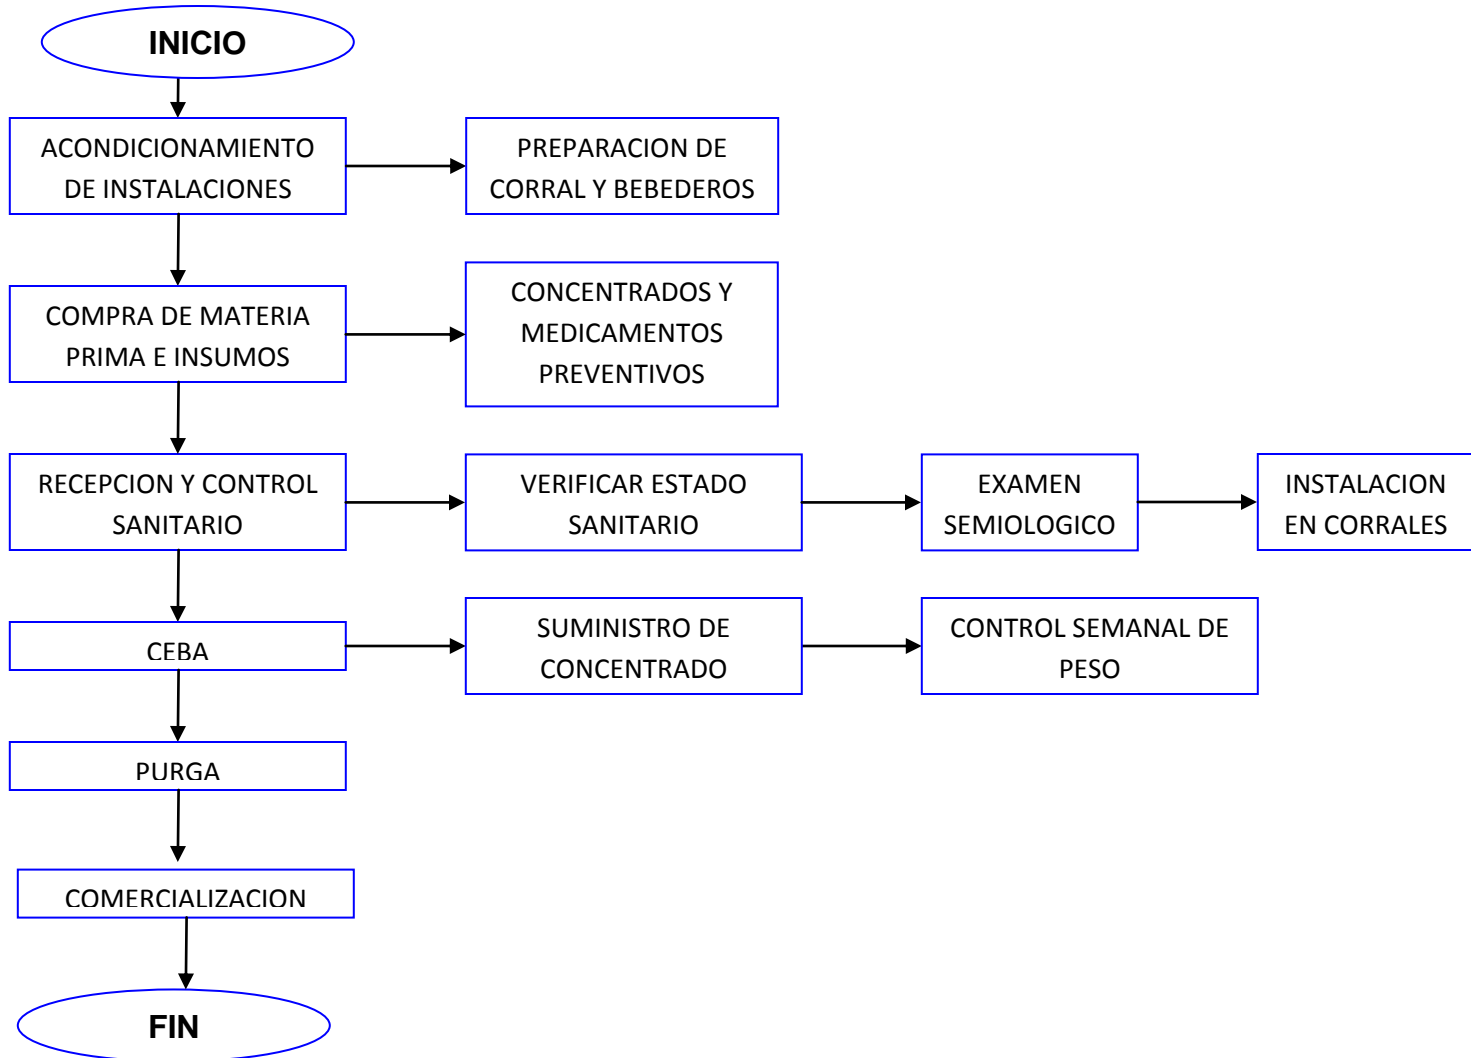 INICIO
ACONDICIONAMIENTO
DE INSTALACIONES
PREPARACION DE
CORRAL Y BEBEDEROS
COMPRA DE MATERIA
PRIMA E INSUMOS
CONCENTRADOS Y
MEDICAMENTOS
PREVENTIVOS
RECEPCION Y CONTROL
SANITARIO
VERIFICAR ESTADO
SANITARIO
EXAMEN
SEMIOLOGICO
INSTALACION
EN CORRALES
CEBA
SUMINISTRO DE
CONCENTRADO
CONTROL SEMANAL DE
PESO
PURGA
COMERCIALIZACION
FIN